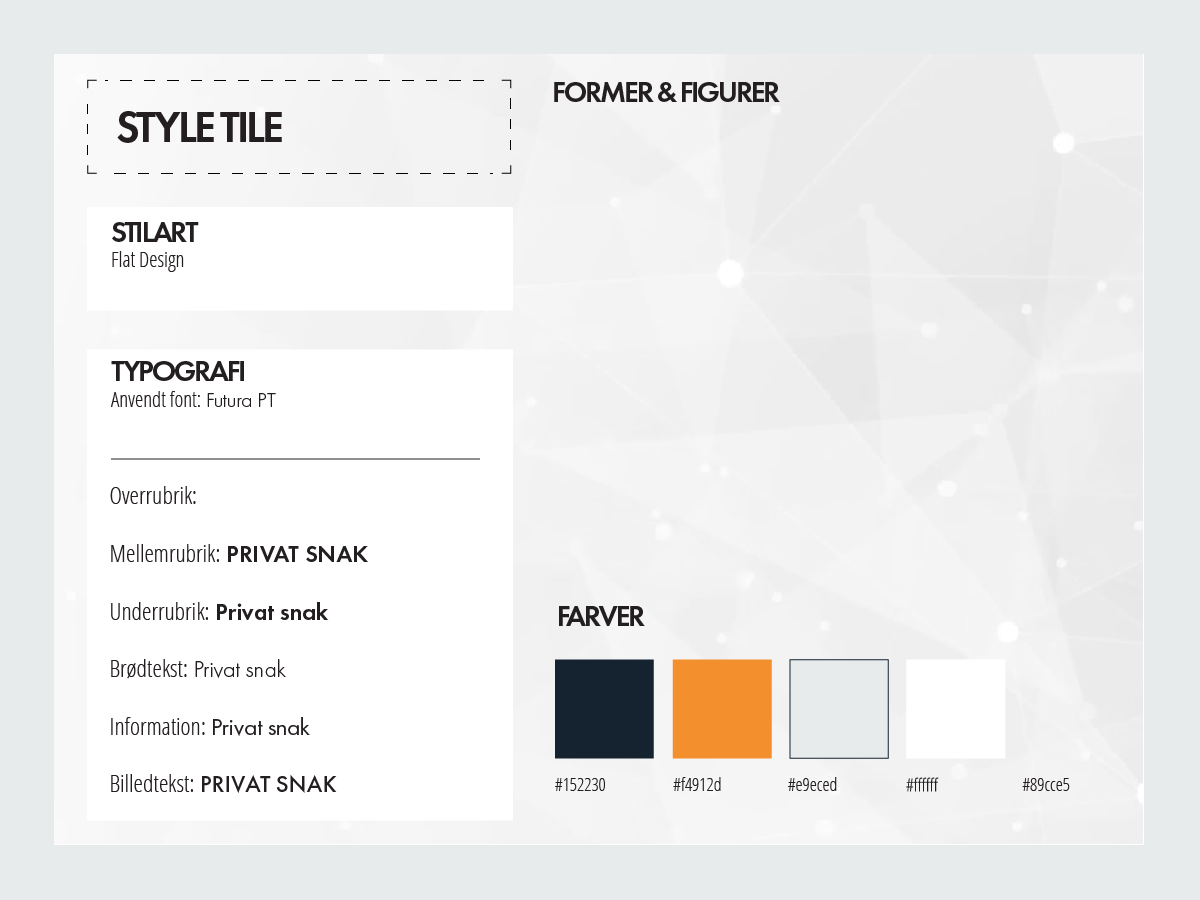 STYLE TILE
STILART
Flat Design
TYPOGRAFI
Anvendt font: Futura PT
Overrubrik:
Mellemrubrik: PRIVAT SNAK
Underrubrik: Privat snak
Brødtekst: Privat snak
Information: Privat snak
Billedtekst: PRIVAT SNAK
FORMER & FIGURER
FARVER
#152230 #f4912d #e9eced #ffffff #89cce5